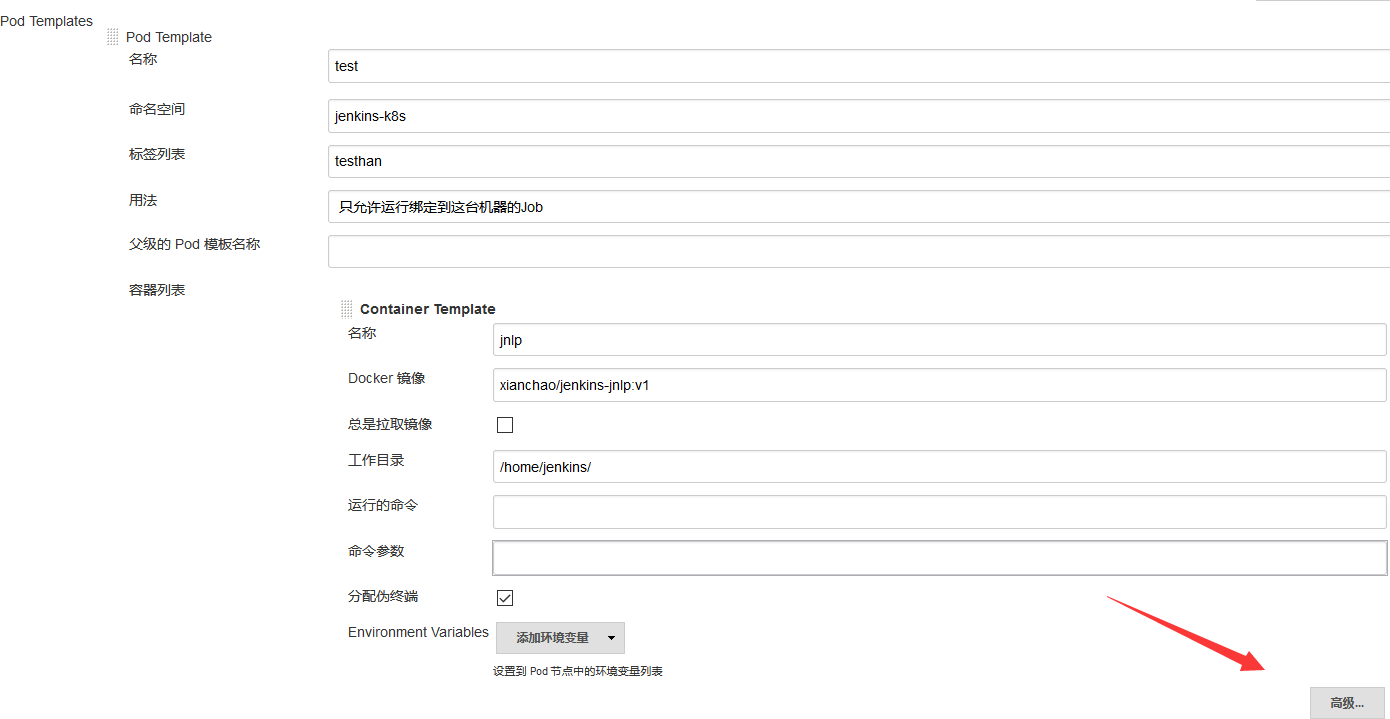 Pod Templates
Pod Template
名称
test
命名空间
jenkins-k8s
标签列表
testhan
用法
只允许运行绑定到这台机器的Job
父级的 Pod 模板名称
容器列表
Container Template
名称
jnlp
Docker 镜像
xianchao/jenkins-jnlp:v1
总是拉取镜像
工作目录
/home/jenkins/
运行的命令
命令参数
分配伪终端
Environment Variables
添加环境变量
设置到 Pod 节点中的环境变量列表
高级...